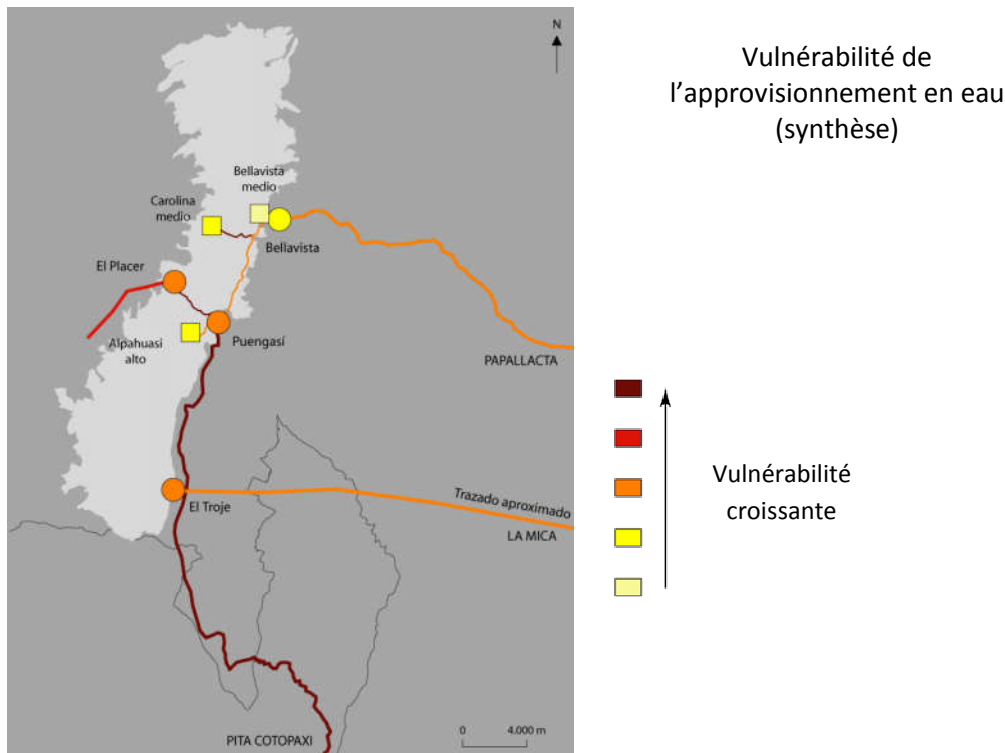 N
Vulnérabilité de
l’approvisionnement en eau
(synthèse)
Bellavista
medio
Carolina
medio
Bellavista
El Placer
Alpahuasi
alto
Puengasí
PAPALLACTA
El Troje
Trazado aproximado
LA MICA
Vulnérabilité
croissante
PITA COTOPAXI
0 4.000 m